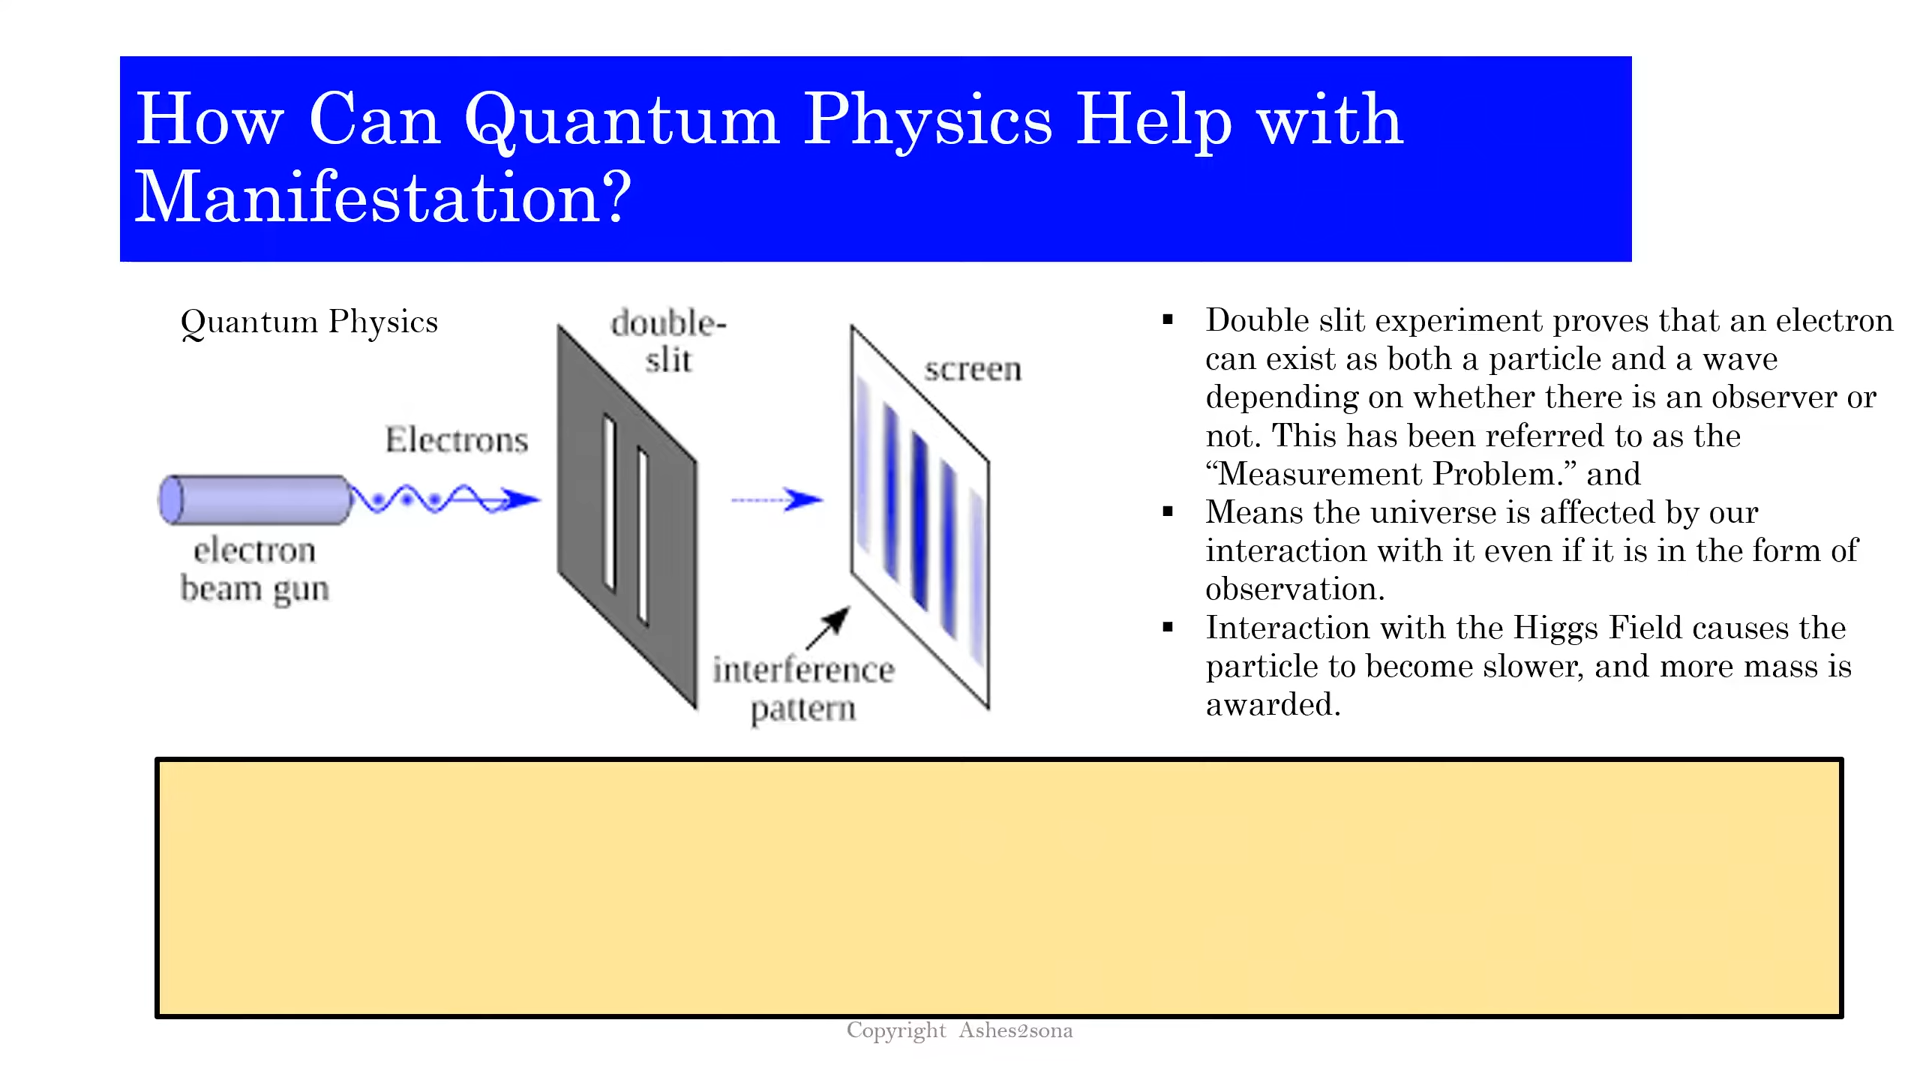 How Can Quantum Physics Help with
Manifestation?
Quantum Physics
double-
slit
screen
Electrons
electron
beam gun
interference
pattern
▪ Double slit experiment proves that an electron
can exist as both a particle and a wave
depending on whether there is an observer or
not. This has been referred to as the
“Measurement Problem.” and
▪ Means the universe is affected by our
interaction with it even if it is in the form of
observation.
▪ Interaction with the Higgs Field causes the
particle to become slower, and more mass is
awarded.
Copyright Ashes2sona